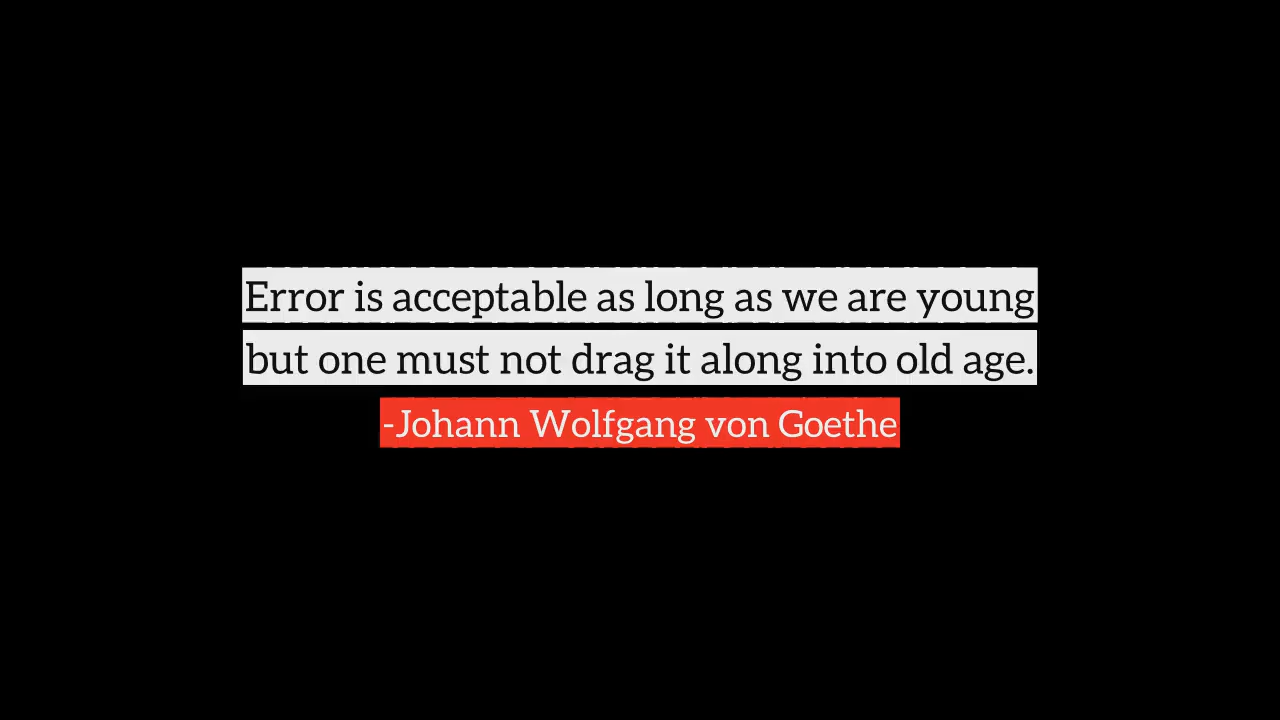 Error is acceptable as long as we are young
but one must not drag it along into old age.
-Johann Wolfgang von Goethe